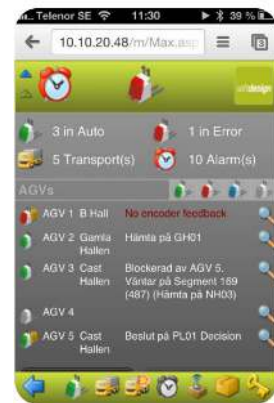 Telenor SE 11:30 39 %
10.10.20.48/m/Max.asp
3 in Auto 1 in Error
5 Transport(s) 10 Alarm(s)
AGVs
AGV 1 B Hall No encoder feedback
AGV 2 Gamla Hallen Hämta på GH01
AGV 3 Cast Hallen Blockerad av AGV 5.
Väntar på Segment 169
(487) (Hämta på NH03)
AGV 4
AGV 5 Cast Hallen Beslut på PL01 Decision